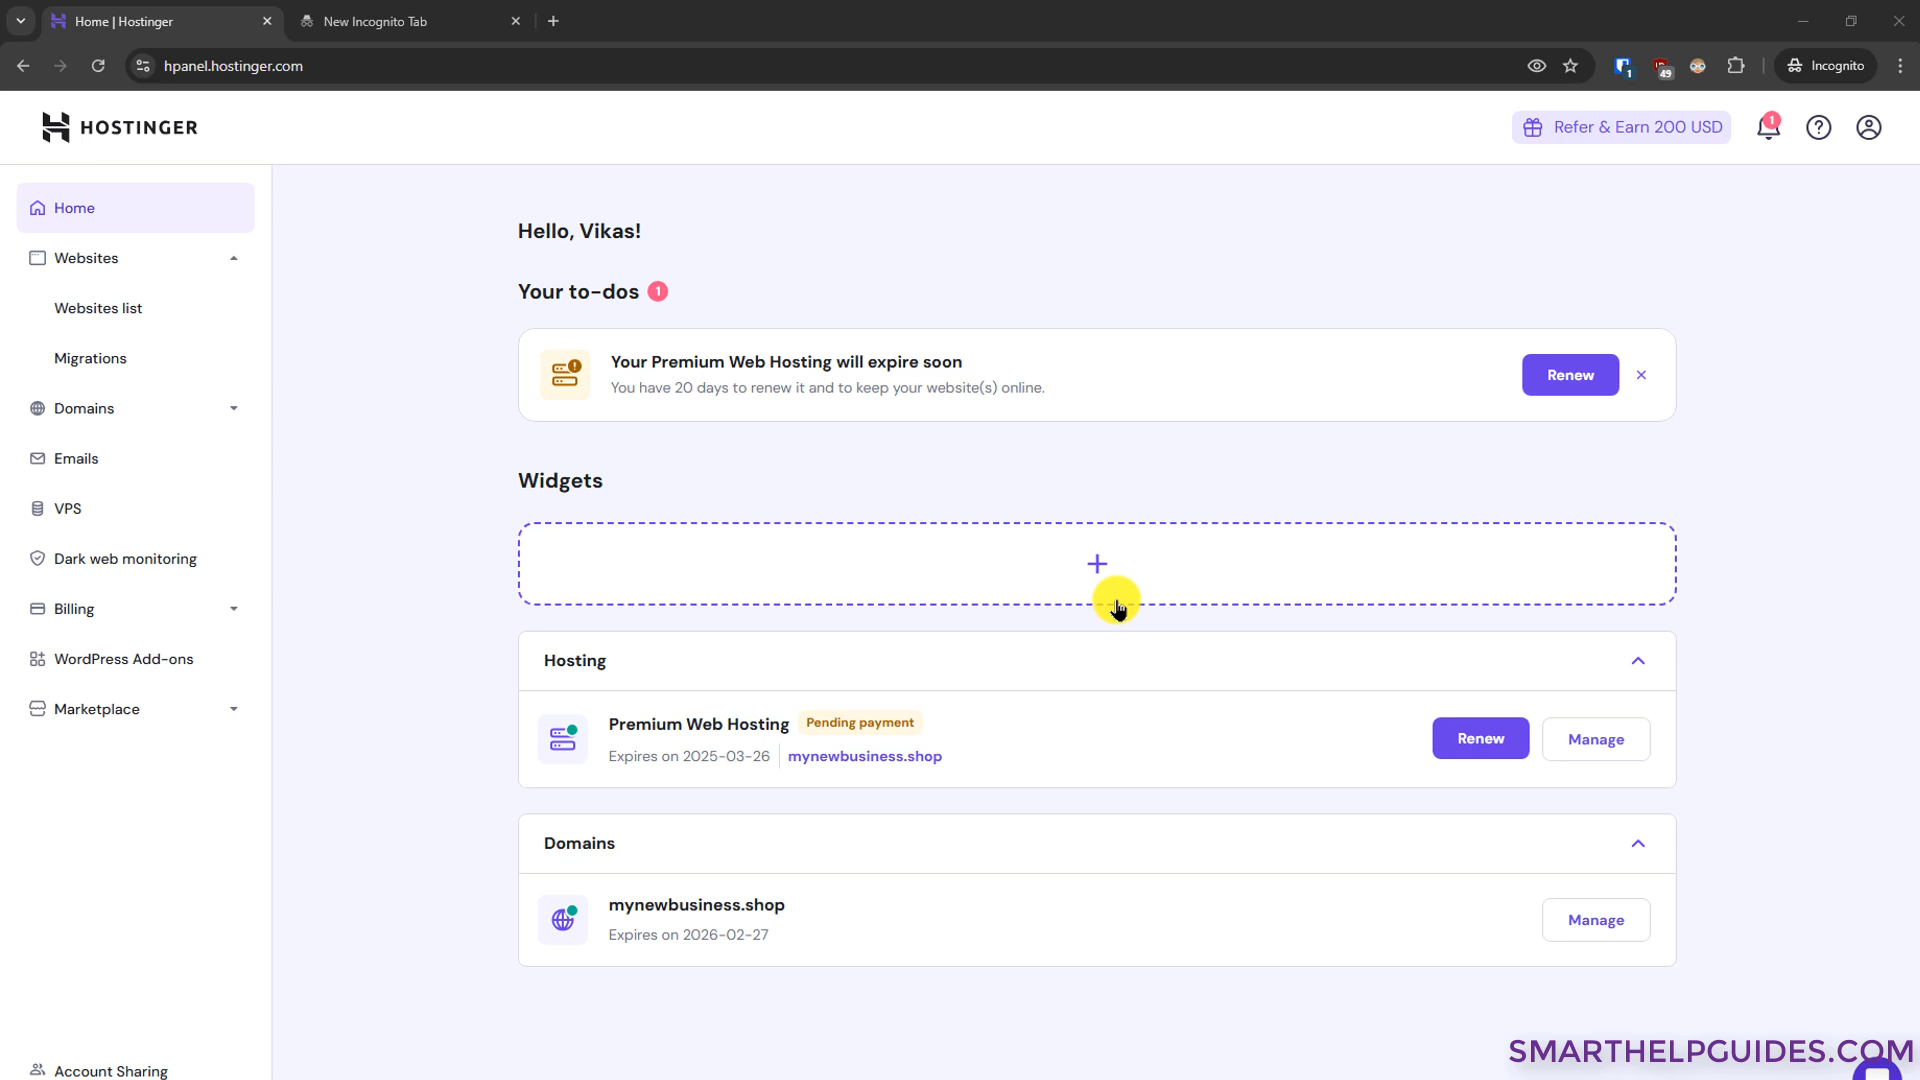 Home | Hostinger
New Incognito Tab
hpanel.hostinger.com
1
49
Incognito
HOSTINGER
Refer & Earn 200 USD
1
Home
Websites
Websites list
Migrations
Domains
Emails
VPS
Dark web monitoring
Billing
WordPress Add-ons
Marketplace
Account Sharing
Hello, Vikas!
Your to-dos 1
Your Premium Web Hosting will expire soon
You have 20 days to renew it and to keep your website(s) online.
Renew
Widgets
Hosting
Premium Web Hosting Pending payment
Expires on 2025-03-26 mynewbusiness.shop
Renew
Manage
Domains
mynewbusiness.shop
Expires on 2026-02-27
Manage
SMARTHELPGUIDES.COM